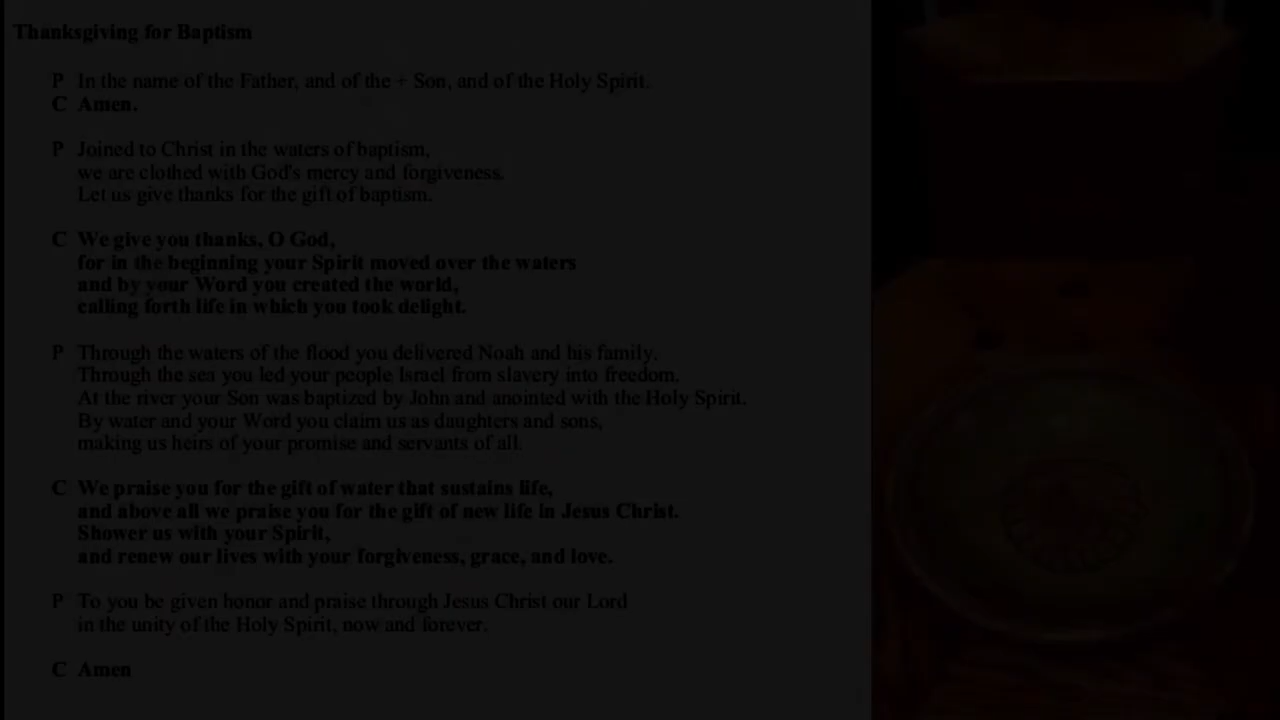 Thanksgiving for Baptism
P In the name of the Father, and of the + Son, and of the Holy Spirit.
C Amen.
P Joined to Christ in the waters of baptism,
we are clothed with God's mercy and forgiveness.
Let us give thanks for the gift of baptism.
C We give you thanks, O God,
for in the beginning your Spirit moved over the waters
and by your Word you created the world,
calling forth life in which you took delight.
P Through the waters of the flood you delivered Noah and his family.
Through the sea you led your people Israel from slavery into freedom.
At the river your Son was baptized by John and anointed with the Holy Spirit.
By water and your Word you claim us as daughters and sons,
making us heirs of your promise and servants of all.
C We praise you for the gift of water that sustains life,
and above all we praise you for the gift of new life in Jesus Christ.
Shower us with your Spirit,
and renew our lives with your forgiveness, grace, and love.
P To you be given honor and praise through Jesus Christ our Lord
in the unity of the Holy Spirit, now and forever.
C Amen